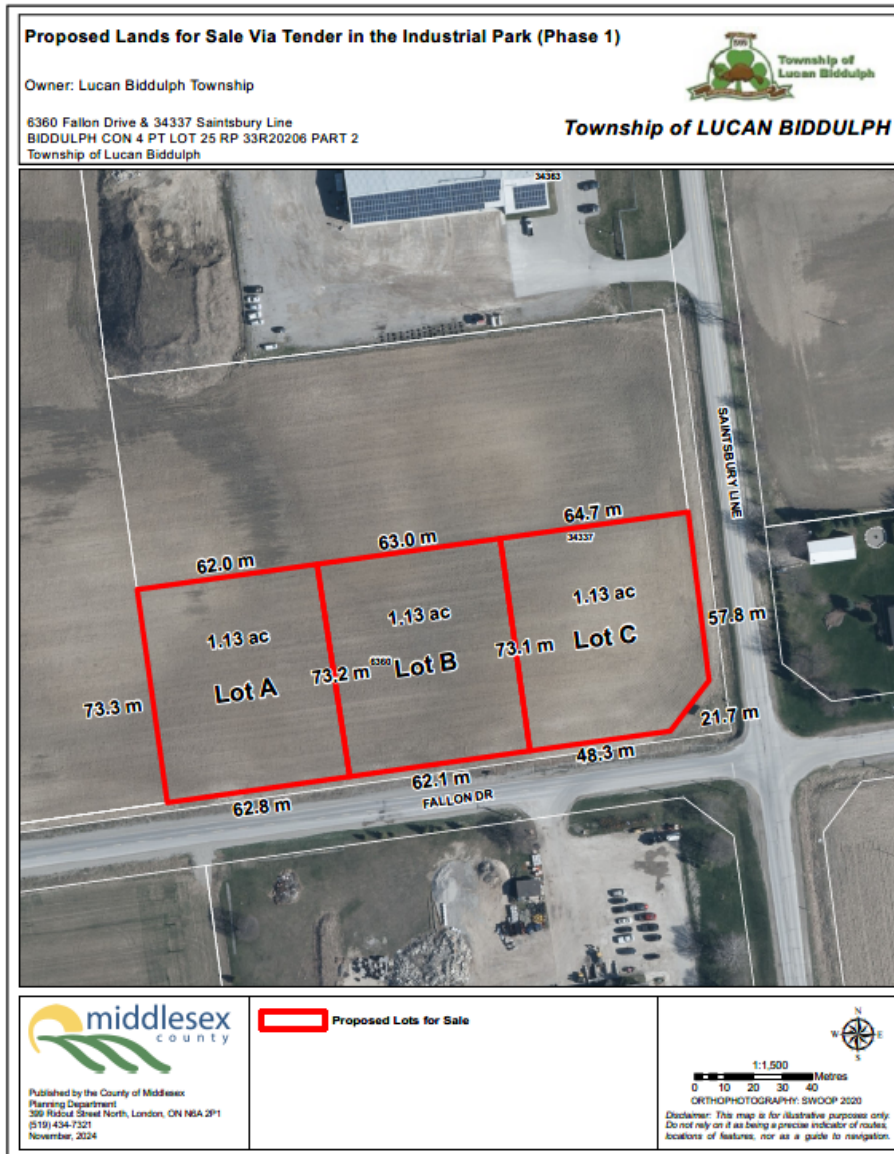 Proposed Lands for Sale Via Tender in the Industrial Park (Phase 1)
Owner: Lucan Biddulph Township
6360 Fallon Drive & 34337 Saintsbury Line
BIDDULPH CON 4 PT LOT 25 RP 33R20206 PART 2
Township of Lucan Biddulph
Township of
Lucan Biddulph
Township of LUCAN BIDDULPH
34363
SAINTSBURY LINE
62.0 m
63.0 m
64.7 m
34337
1.13 ac
1.13 ac
1.13 ac
57.8 m
Lot A
Lot B
Lot C
73.3 m
73.2 m
6360
73.1 m
21.7 m
62.8 m
62.1 m
48.3 m
FALLON DR
middlesex
county
Published by the County of Middlesex
Planning Department
399 Ridout Street North, London, ON N6A 2P1
(519) 434-7321
November, 2024
Proposed Lots for Sale
N
W
E
S
1:1,500
Metres
0 10 20 30 40
ORTHOPHOTOGRAPHY: SWOOP 2020
Disclaimer: This map is for illustrative purposes only.
Do not rely on it as being a precise indicator of routes,
locations of features, nor as a guide to navigation.